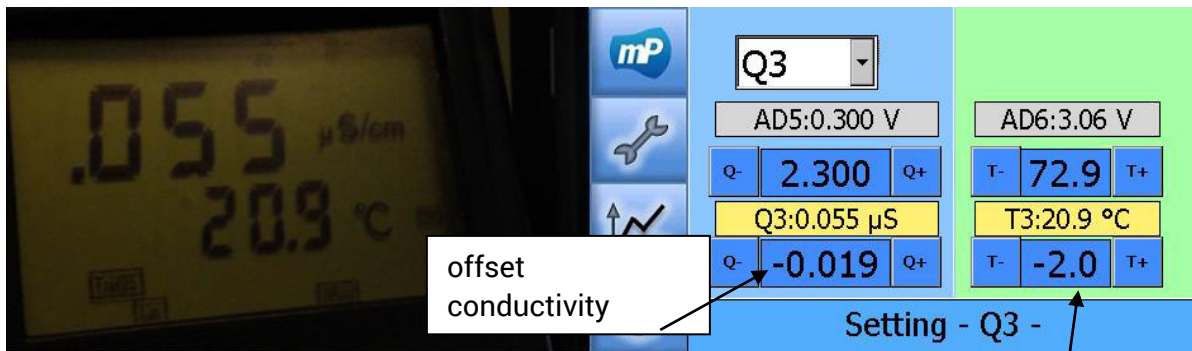 .055 µS/cm
20.9 °C
mP
Q3
AD5:0.300 V
Q- 2.300 Q+
Q3:0.055 µS
Q- -0.019 Q+
AD6:3.06 V
T- 72.9 T+
T3:20.9 °C
T- -2.0 T+
offset
conductivity
Setting - Q3 -